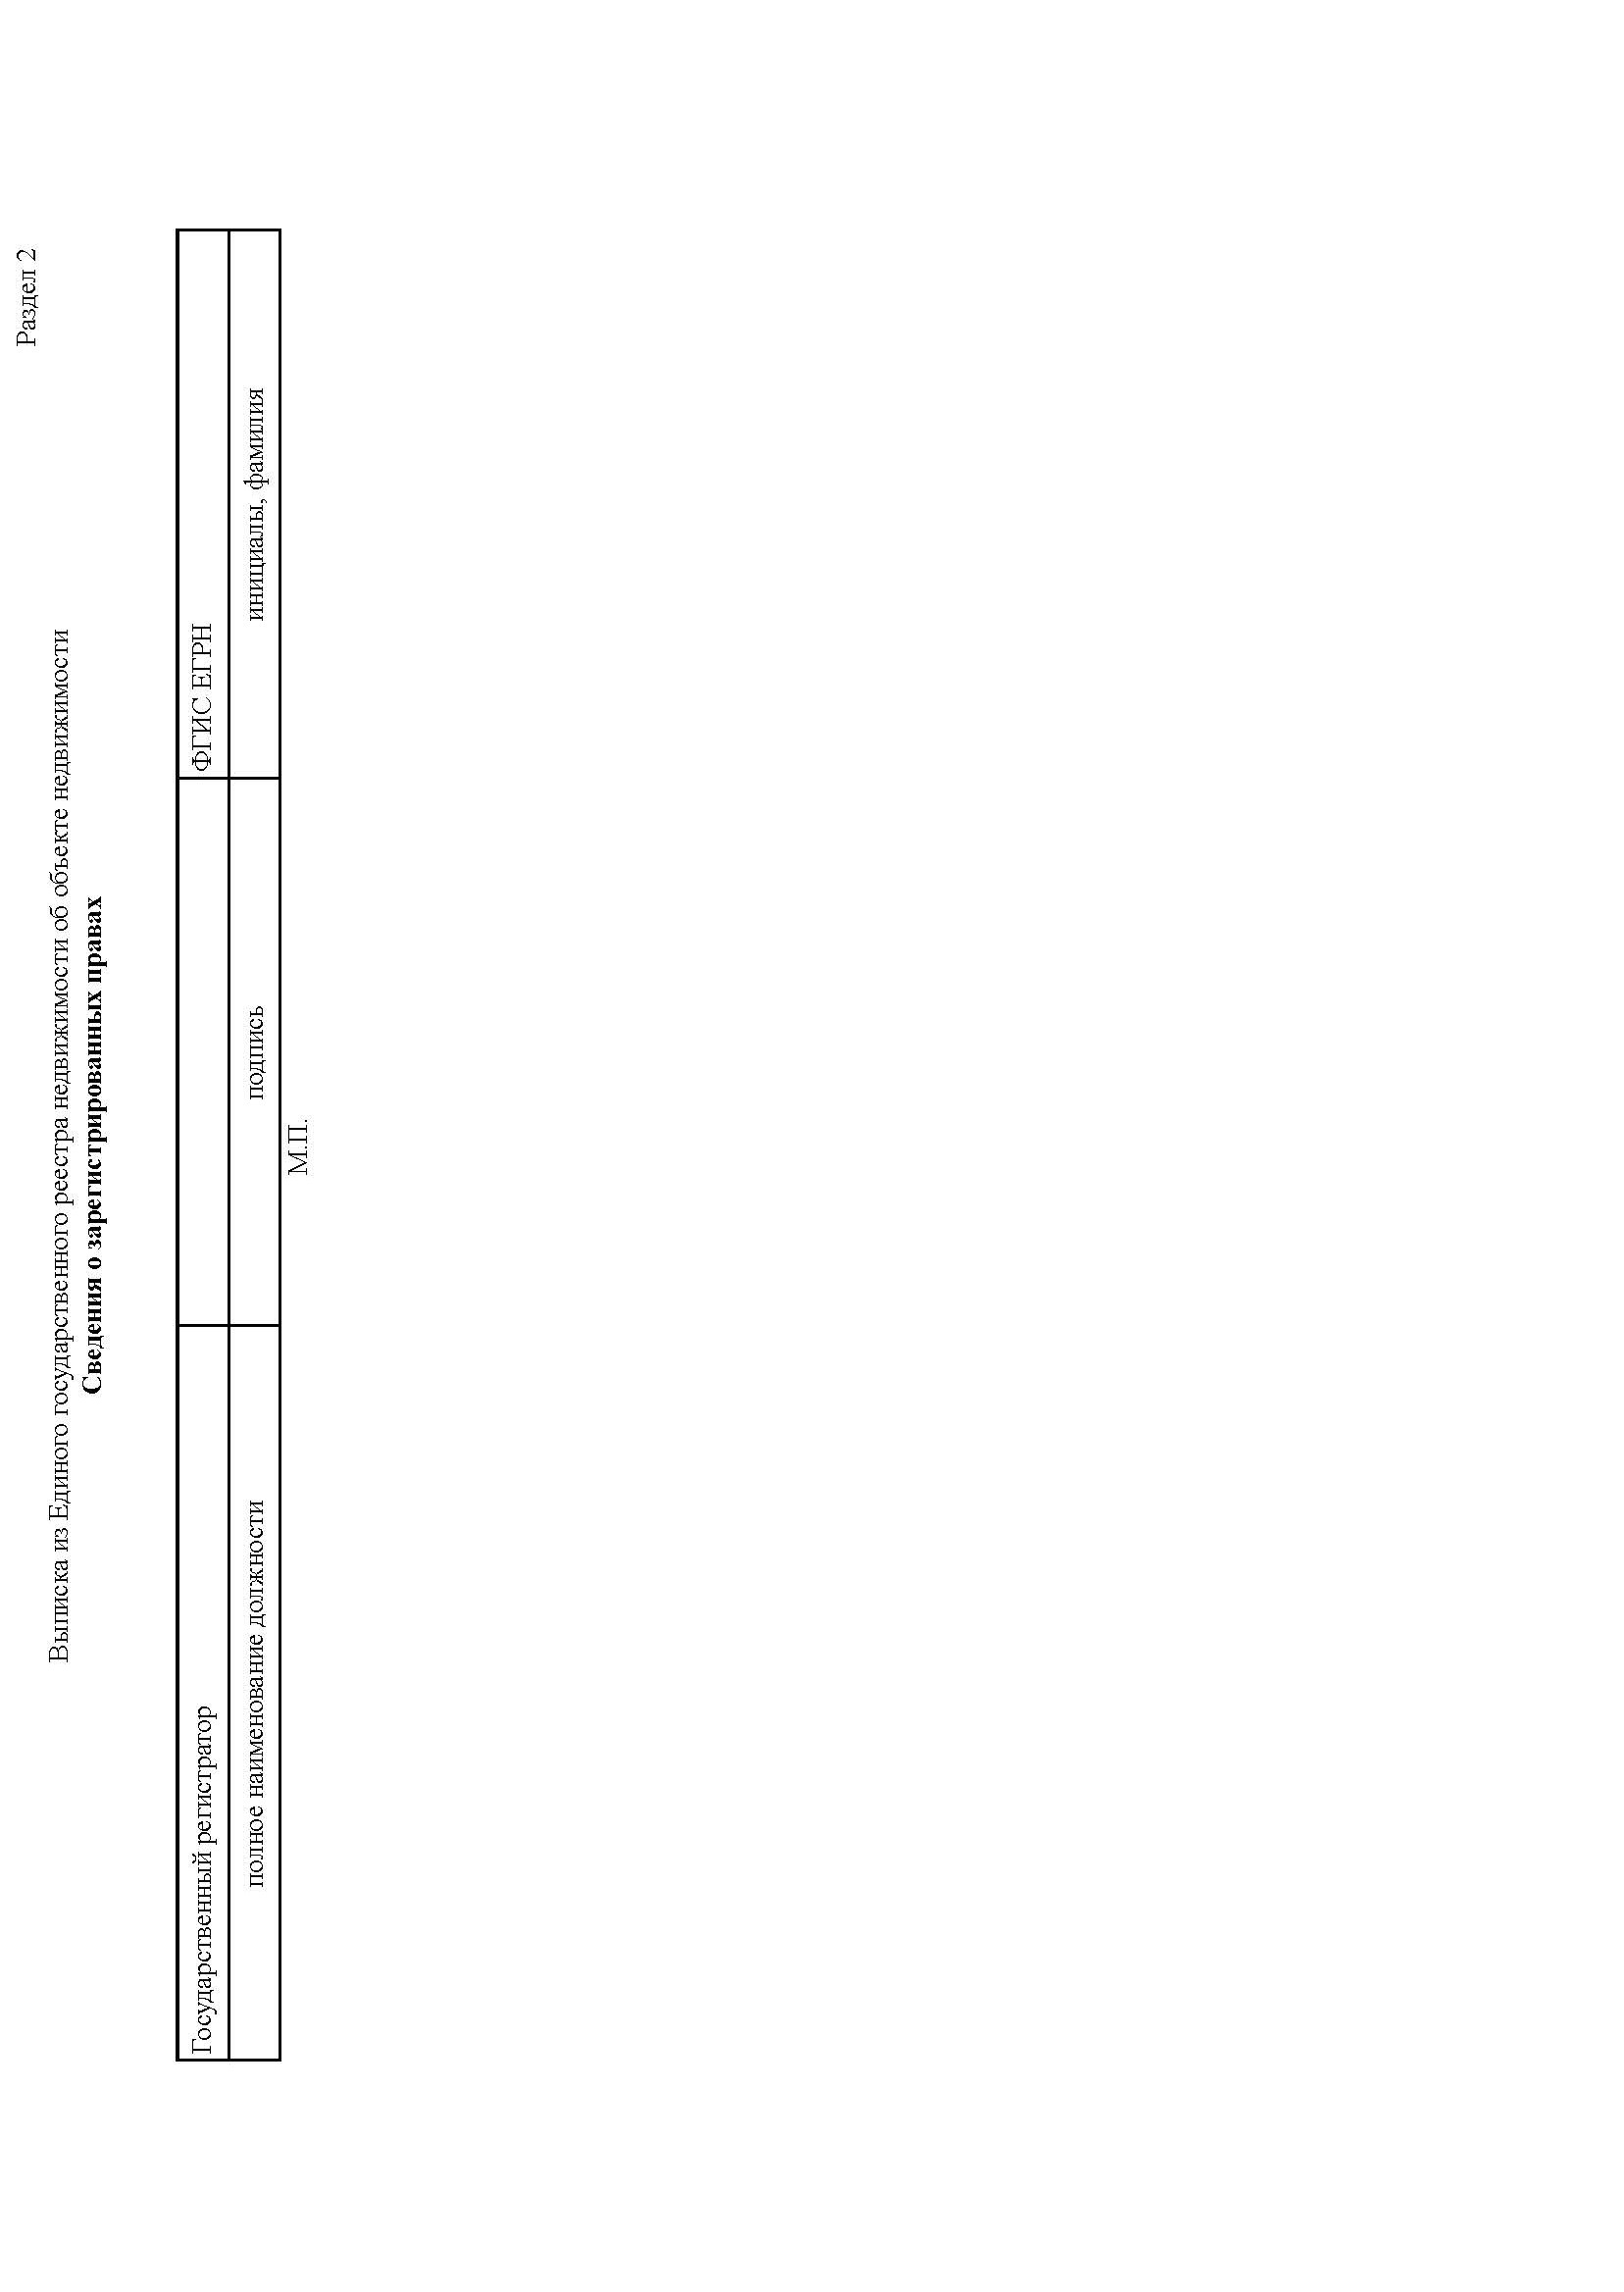 Раздел 2
Выписка из Единого государственного реестра недвижимости об объекте недвижимости
Сведения о зарегистрированных правах
Государственный регистратор ФГИС ЕГРН
полное наименование должности подпись инициалы, фамилия
М.П.